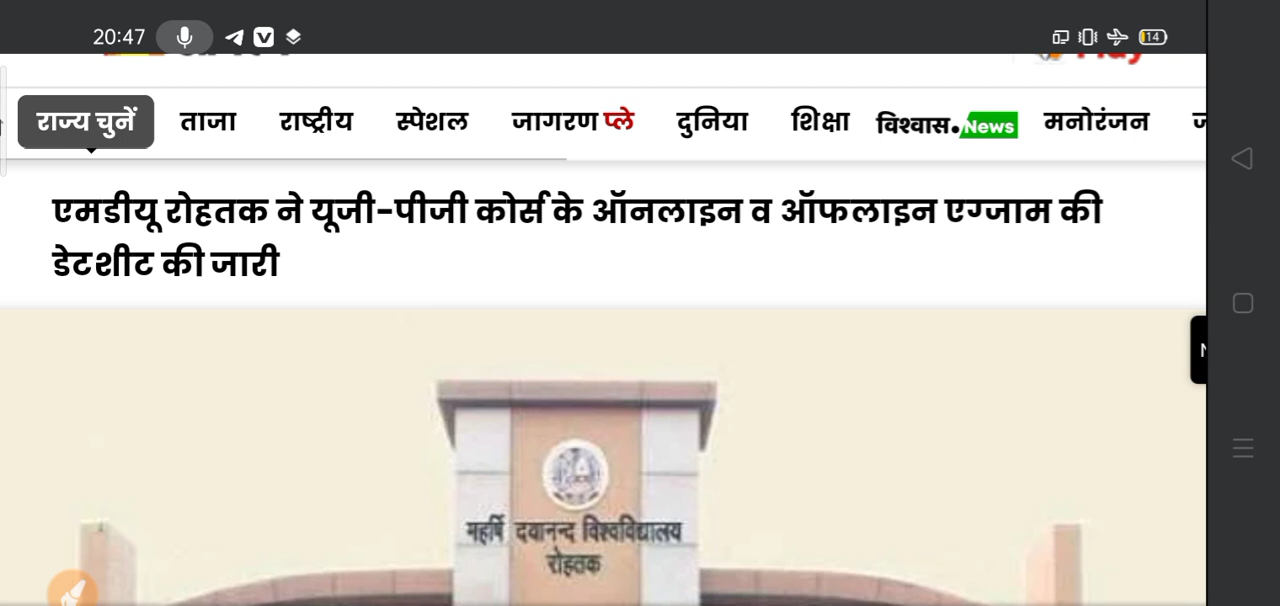 20:47
14
राज्य चुनें ताजा राष्ट्रीय स्पेशल जागरण प्ले दुनिया शिक्षा विश्वास.News मनोरंजन
एमडीयू रोहतक ने यूजी-पीजी कोर्स के ऑनलाइन व ऑफलाइन एग्जाम की
डेटशीट की जारी
महर्षि दयानन्द विश्वविद्यालय
रोहतक